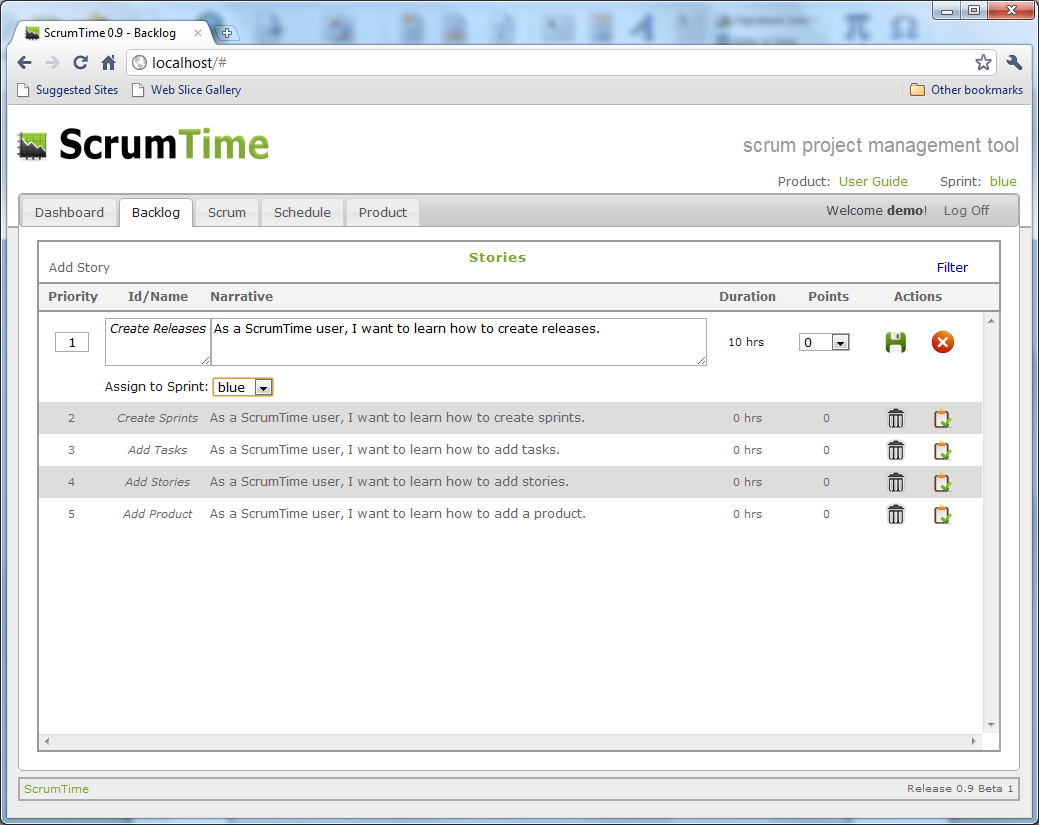 ScrumTime 0.9 - Backlog
localhost/#
Suggested Sites Web Slice Gallery Other bookmarks
ScrumTime
scrum project management tool
Product: User Guide Sprint: blue
Dashboard Backlog Scrum Schedule Product Welcome demo! Log Off
Stories
Add Story Filter
Priority Id/Name Narrative Duration Points Actions
1 Create Releases As a ScrumTime user, I want to learn how to create releases. 10 hrs 0
Assign to Sprint: blue
2 Create Sprints As a ScrumTime user, I want to learn how to create sprints. 0 hrs 0
3 Add Tasks As a ScrumTime user, I want to learn how to add tasks. 0 hrs 0
4 Add Stories As a ScrumTime user, I want to learn how to add stories. 0 hrs 0
5 Add Product As a ScrumTime user, I want to learn how to add a product. 0 hrs 0
ScrumTime Release 0.9 Beta 1